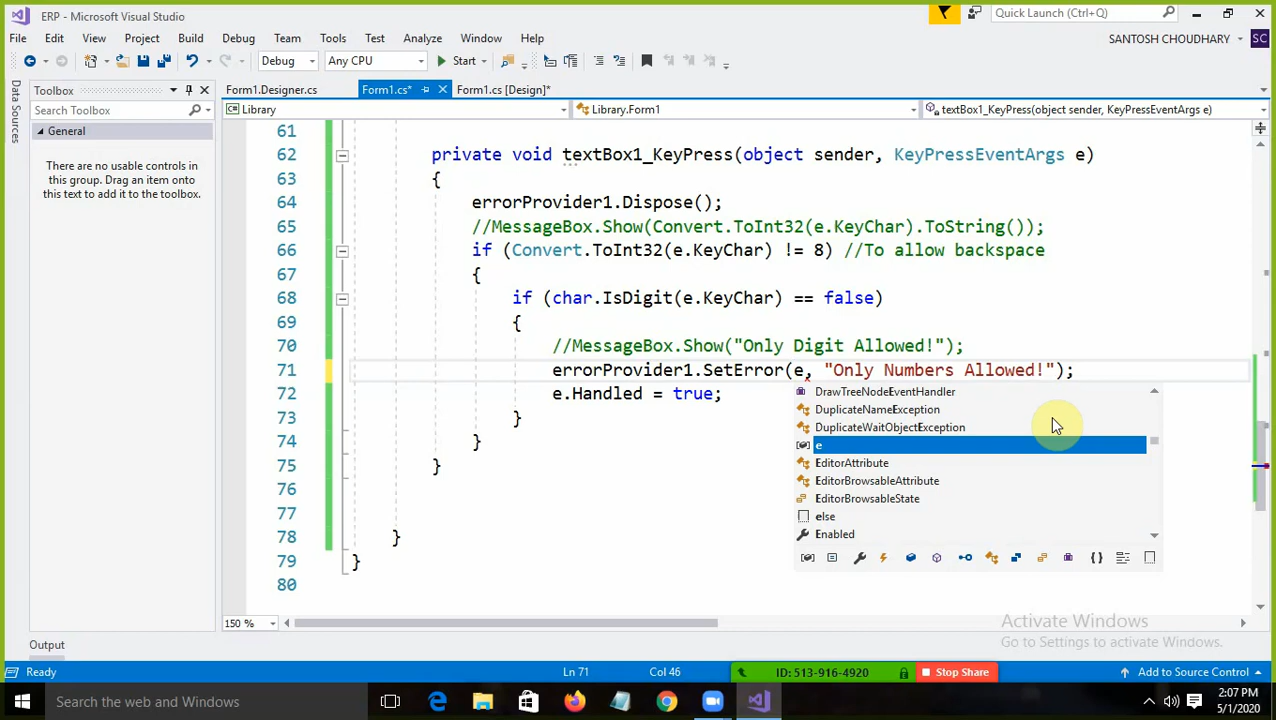 ERP - Microsoft Visual Studio
Quick Launch (Ctrl+Q)
File Edit View Project Build Debug Team Tools Test Analyze Window Help
SANTOSH CHOUDHARY SC
Debug Any CPU Start
Data Sources
Toolbox
Form1.Designer.cs Form1.cs* Form1.cs [Design]*
Search Toolbox
Library Library.Form1 textBox1_KeyPress(object sender, KeyPressEventArgs e)
General
There are no usable controls in
this group. Drag an item onto
this text to add it to the toolbox.
61
62 private void textBox1_KeyPress(object sender, KeyPressEventArgs e)
63 {
64 errorProvider1.Dispose();
65 //MessageBox.Show(Convert.ToInt32(e.KeyChar).ToString());
66 if (Convert.ToInt32(e.KeyChar) != 8) //To allow backspace
67 {
68 if (char.IsDigit(e.KeyChar) == false)
69 {
70 //MessageBox.Show("Only Digit Allowed!");
71 errorProvider1.SetError(e, "Only Numbers Allowed!");
72 e.Handled = true;
73 }
74 }
75 }
76
77
78 }
79 }
80
DrawTreeNodeEventHandler
DuplicateNameException
DuplicateWaitObjectException
e
EditorAttribute
EditorBrowsableAttribute
EditorBrowsableState
else
Enabled
150 %
Activate Windows
Go to Settings to activate Windows.
Output
Ready Ln 71 Col 46 ID: 513-916-4920 Stop Share Add to Source Control
Search the web and Windows
2:07 PM
5/1/2020